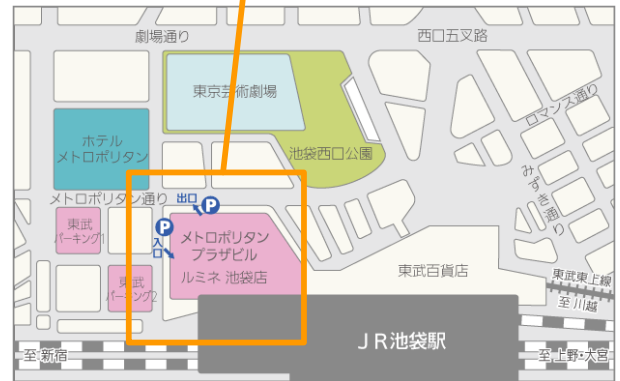 劇場通り
西口五叉路
東京芸術劇場
ロマンス通り
ホテル
メトロポリタン
池袋西口公園
みずき通り
メトロポリタン通り
出口
P
東武
パーキング1
P
入口
メトロポリタン
プラザビル
ルミネ 池袋店
東武百貨店
東武東上線
至 川越
東武
パーキング2
JR池袋駅
至 新宿
至 上野・大宮